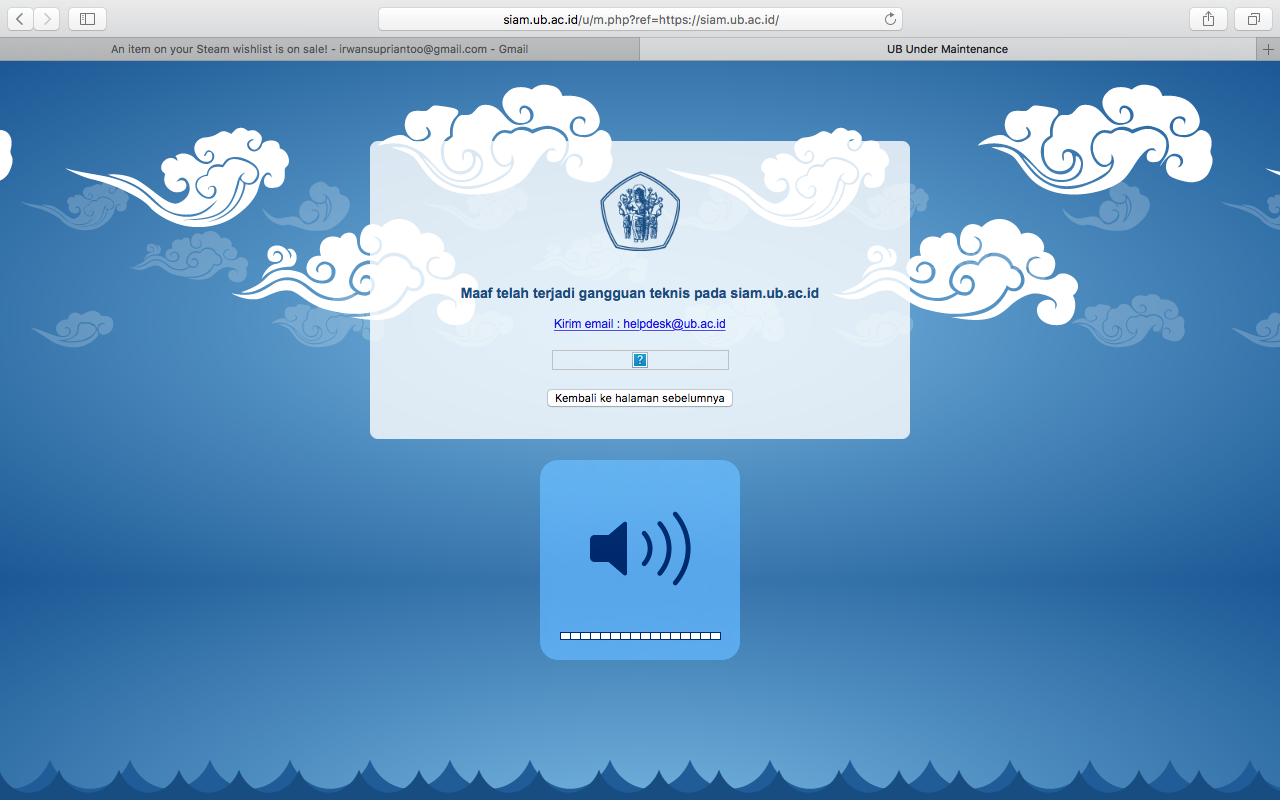 siam.ub.ac.id/u/m.php?ref=https://siam.ub.ac.id/
An item on your Steam wishlist is on sale! - irwansupriantoo@gmail.com - Gmail
UB Under Maintenance
Maaf telah terjadi gangguan teknis pada siam.ub.ac.id
Kirim email : helpdesk@ub.ac.id
?
Kembali ke halaman sebelumnya